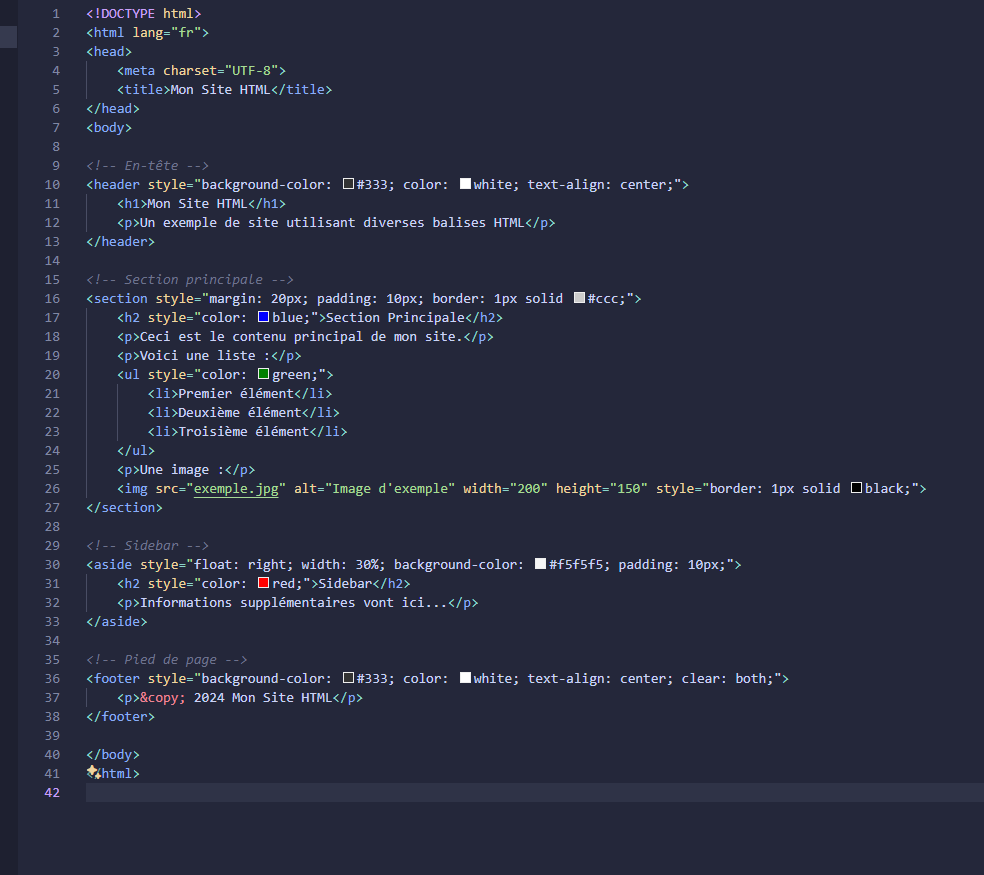 1 <!DOCTYPE html>
2 <html lang="fr">
3 <head>
4     <meta charset="UTF-8">
5     <title>Mon Site HTML</title>
6 </head>
7 <body>
8
9 <!-- En-tête -->
10 <header style="background-color: #333; color: white; text-align: center;">
11     <h1>Mon Site HTML</h1>
12     <p>Un exemple de site utilisant diverses balises HTML</p>
13 </header>
14
15 <!-- Section principale -->
16 <section style="margin: 20px; padding: 10px; border: 1px solid #ccc;">
17     <h2 style="color: blue;">Section Principale</h2>
18     <p>Ceci est le contenu principal de mon site.</p>
19     <p>Voici une liste :</p>
20     <ul style="color: green;">
21         <li>Premier élément</li>
22         <li>Deuxième élément</li>
23         <li>Troisième élément</li>
24     </ul>
25     <p>Une image :</p>
26     <img src="exemple.jpg" alt="Image d'exemple" width="200" height="150" style="border: 1px solid black;">
27 </section>
28
29 <!-- Sidebar -->
30 <aside style="float: right; width: 30%; background-color: #f5f5f5; padding: 10px;">
31     <h2 style="color: red;">Sidebar</h2>
32     <p>Informations supplémentaires vont ici...</p>
33 </aside>
34
35 <!-- Pied de page -->
36 <footer style="background-color: #333; color: white; text-align: center; clear: both;">
37     <p>&copy; 2024 Mon Site HTML</p>
38 </footer>
39
40 </body>
41 </html>
42